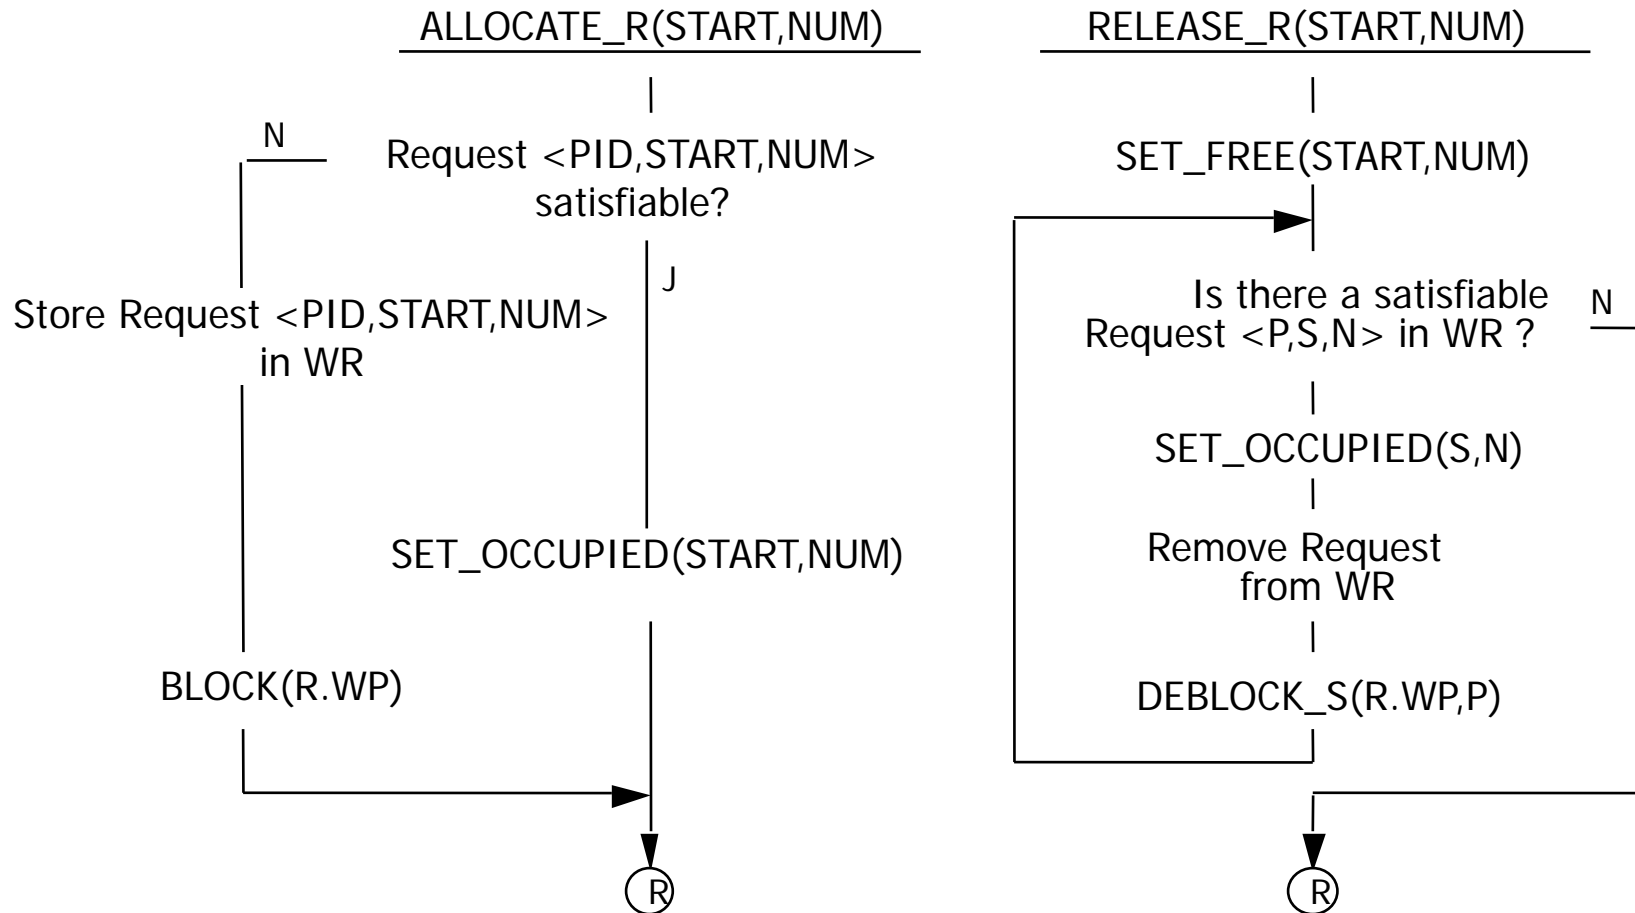 ALLOCATE_R(START,NUM)
N
Request <PID,START,NUM>
satisfiable?
J
Store Request <PID,START,NUM>
in WR
SET_OCCUPIED(START,NUM)
BLOCK(R.WP)
R
RELEASE_R(START,NUM)
SET_FREE(START,NUM)
Is there a satisfiable
Request <P,S,N> in WR ?
N
SET_OCCUPIED(S,N)
Remove Request
from WR
DEBLOCK_S(R.WP,P)
R